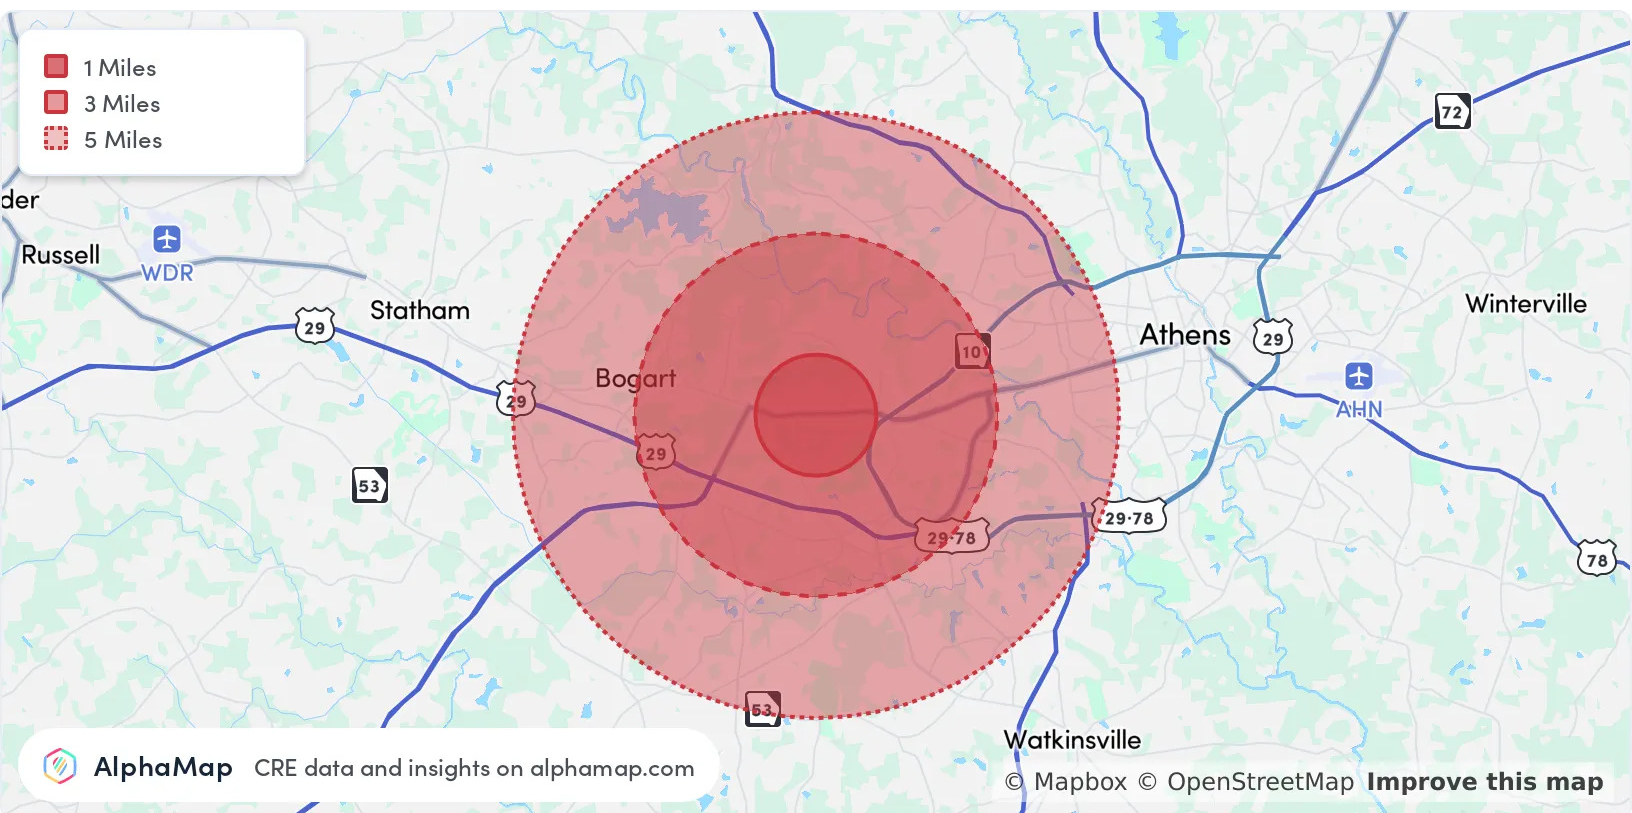 1 Miles
3 Miles
5 Miles
72
der
Russell
WDR
Statham
29
Winterville
Athens
29
10
Bogart
29
AHN
29
53
29·78
29·78
78
53
Watkinsville
AlphaMap CRE data and insights on alphamap.com
© Mapbox © OpenStreetMap Improve this map